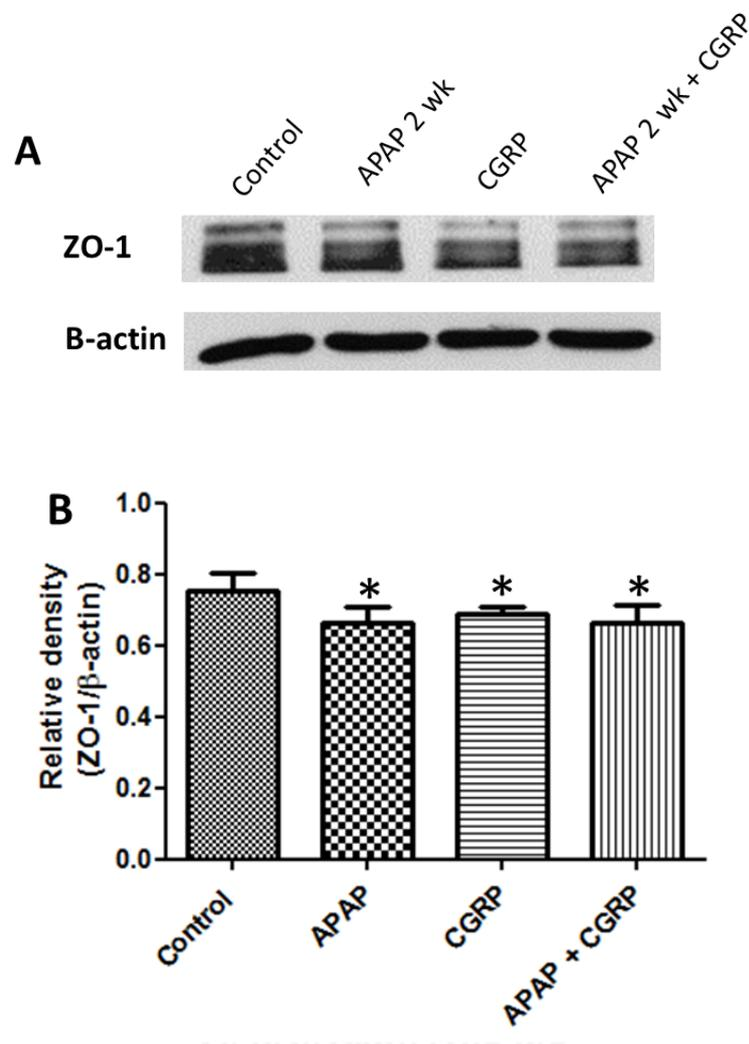 A
Control
APAP 2 wk
CGRP
APAP 2 wk + CGRP
ZO-1
B-actin
B
Relative density
(ZO-1/β-actin)
1.0
0.8
0.6
0.4
0.2
0.0
*
*
*
Control
APAP
CGRP
APAP + CGRP